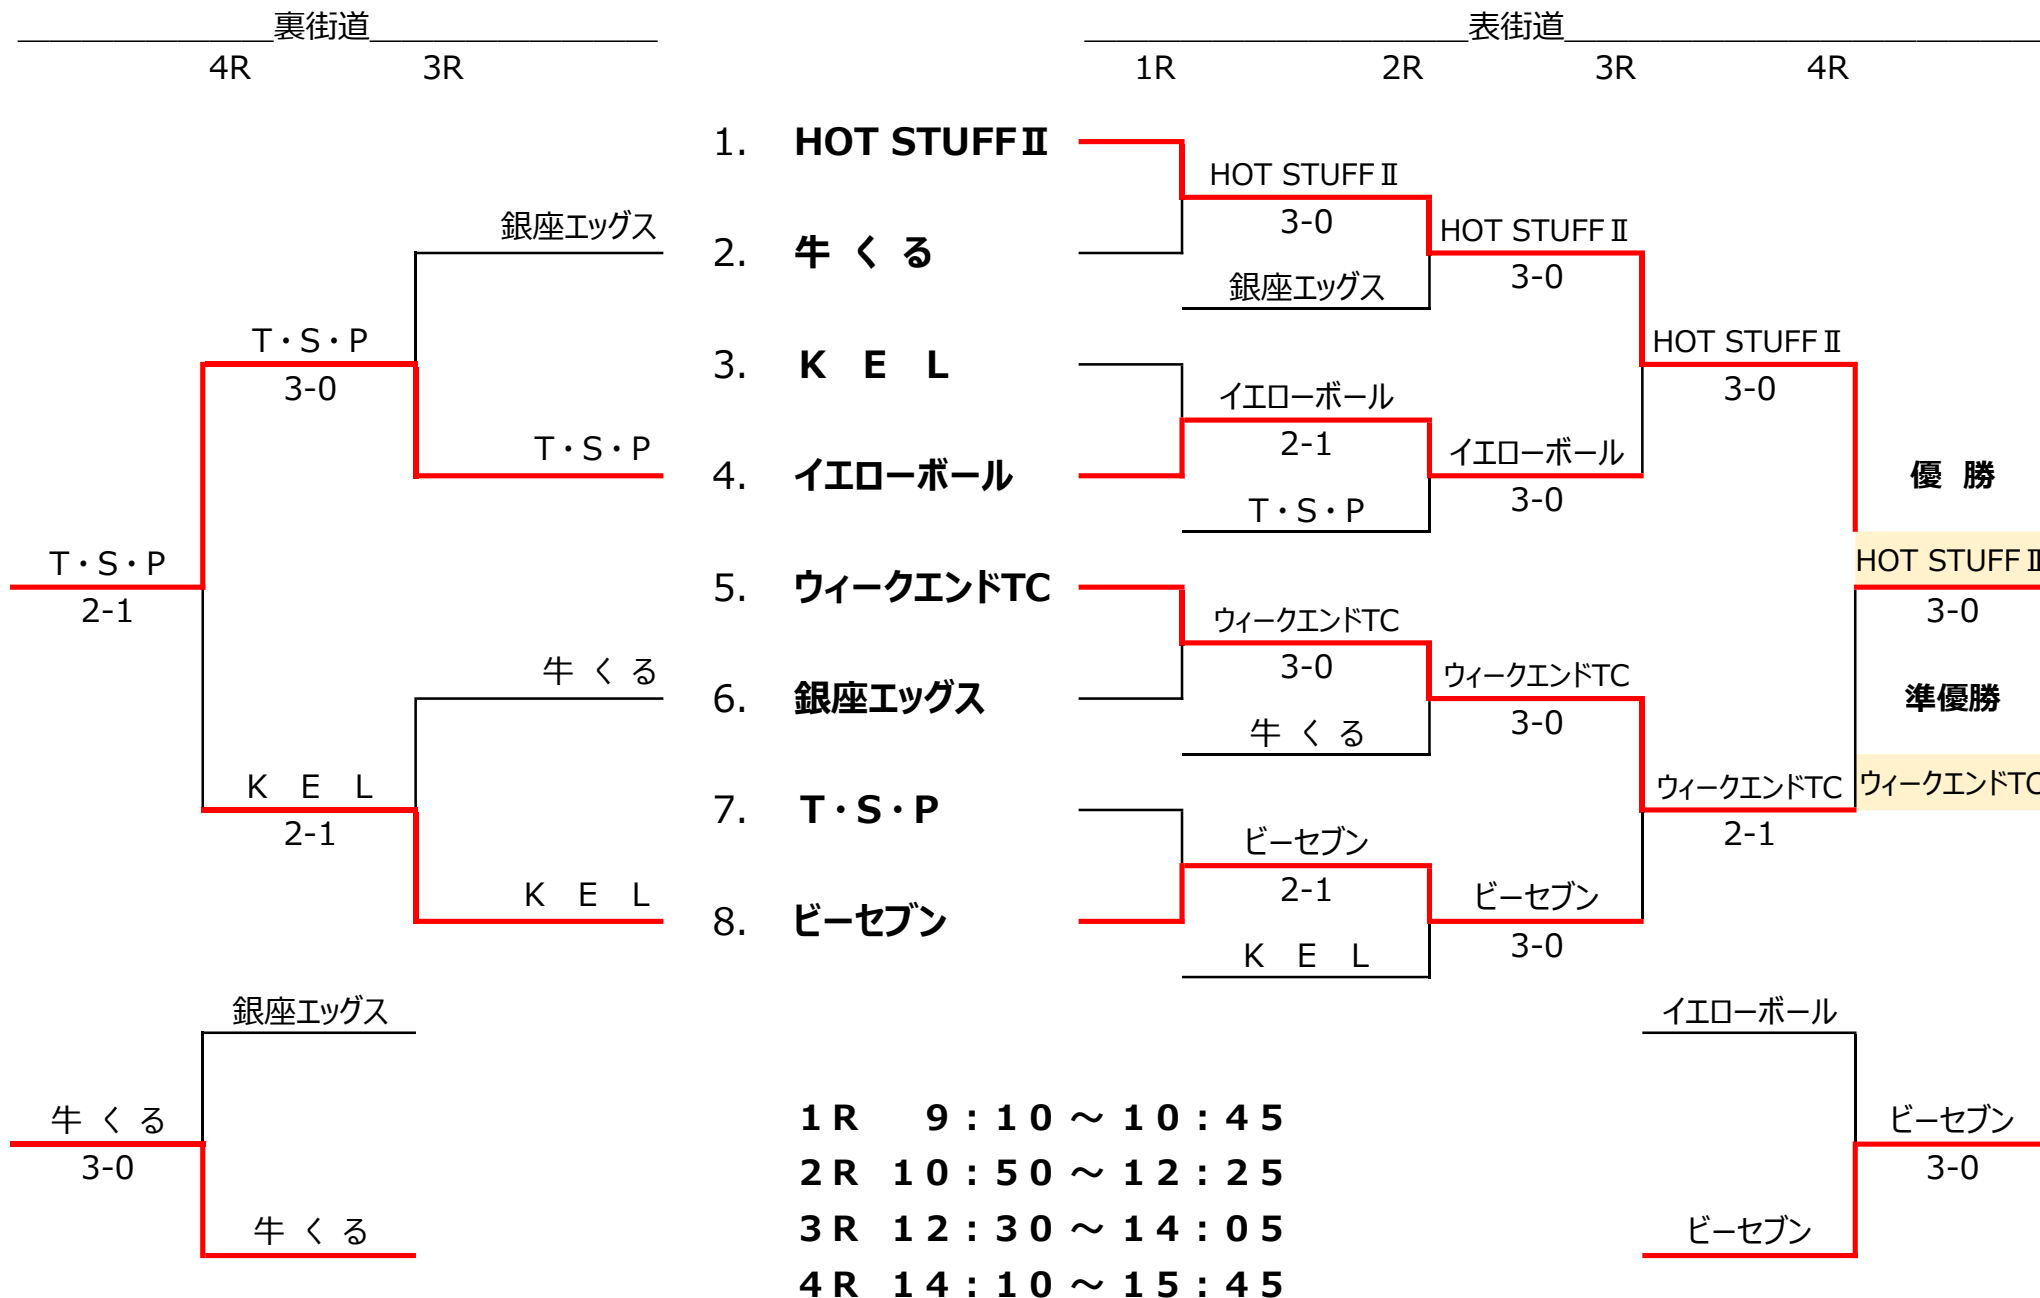 裏街道
表街道
4R 3R
1R 2R 3R 4R
1. HOT STUFFⅡ
HOT STUFFⅡ
3-0
銀座エッグス
2. 牛 く る
HOT STUFFⅡ
3-0
銀座エッグス
T・S・P
3-0
3. K E L
HOT STUFFⅡ
3-0
イエローボール
2-1
T・S・P
4. イエローボール
イエローボール
3-0
優 勝
T・S・P
T・S・P
2-1
5. ウィークエンドTC
HOT STUFFⅡ
3-0
ウィークエンドTC
3-0
牛 く る
6. 銀座エッグス
ウィークエンドTC
3-0
準優勝
牛 く る
K E L
2-1
7. T・S・P
ウィークエンドTC
2-1
ウィークエンドTC
ビーセブン
2-1
K E L
8. ビーセブン
ビーセブン
3-0
K E L
銀座エッグス
イエローボール
牛 く る
3-0
ビーセブン
3-0
牛 く る
ビーセブン
1R 9:10～10:45
2R 10:50～12:25
3R 12:30～14:05
4R 14:10～15:45